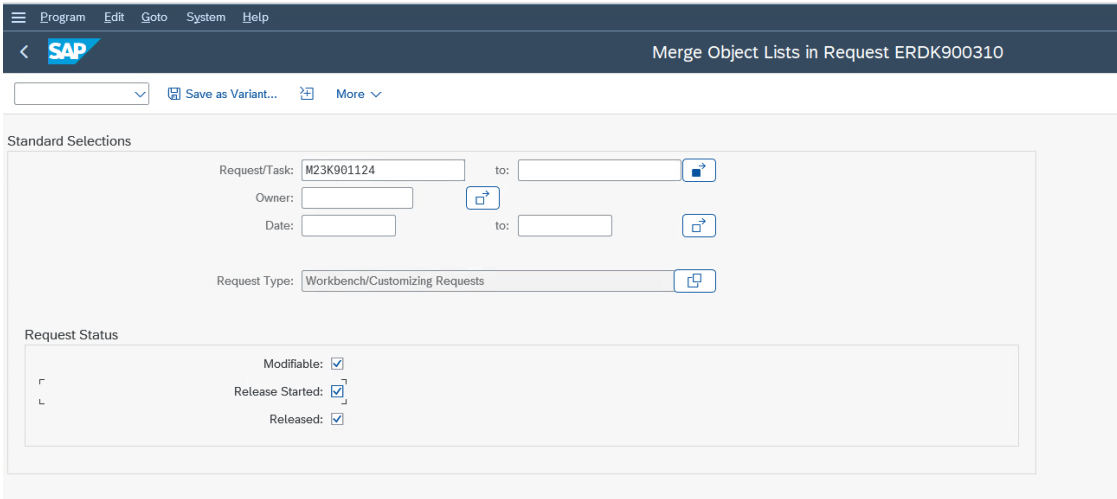 Program Edit Goto System Help
SAP Merge Object Lists in Request ERDK900310
Save as Variant... More
Standard Selections
Request/Task: M23K901124 to:
Owner:
Date: to:
Request Type: Workbench/Customizing Requests
Request Status
Modifiable:
Release Started:
Released: